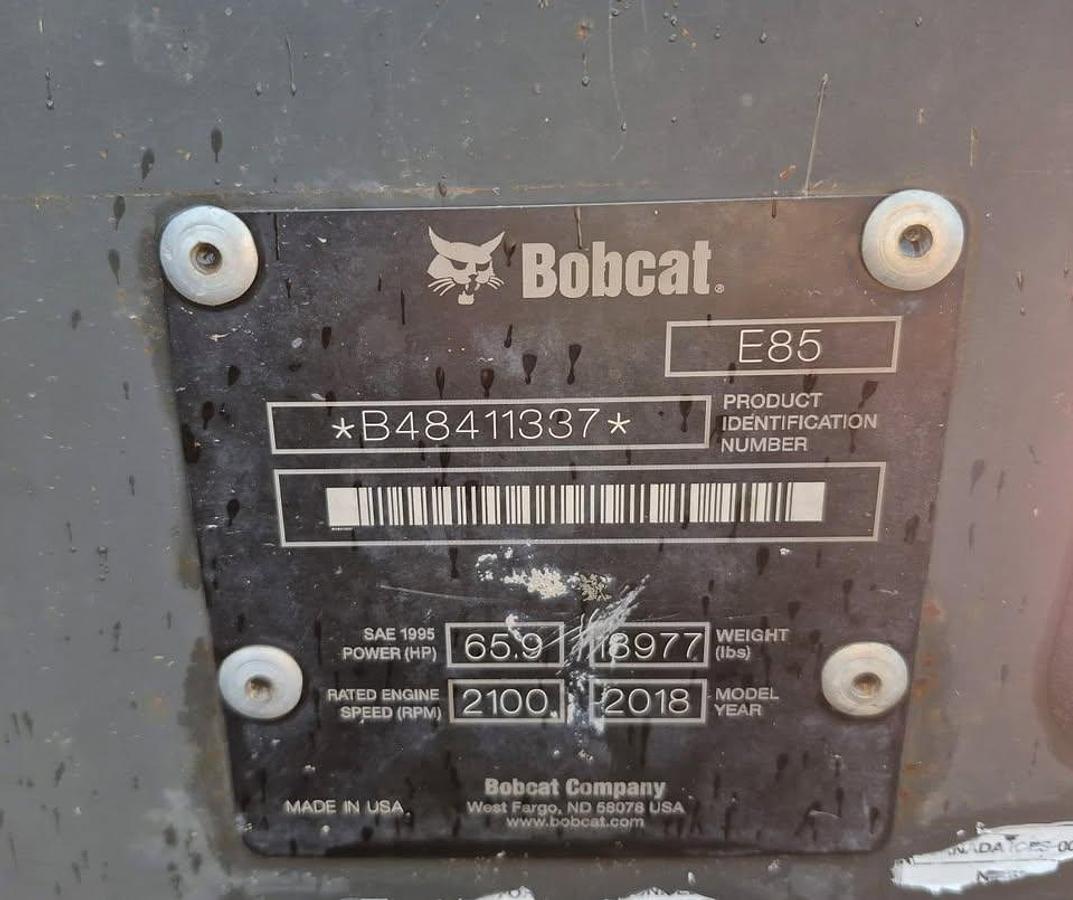 Bobcat®
E85
*B48411337*
PRODUCT
IDENTIFICATION
NUMBER
SAE 1995
POWER (HP)
65.9
18977
WEIGHT
(lbs)
RATED ENGINE
SPEED (RPM)
2100
2018
MODEL
YEAR
Bobcat Company
MADE IN USA
West Fargo, ND 58078 USA
www.bobcat.com